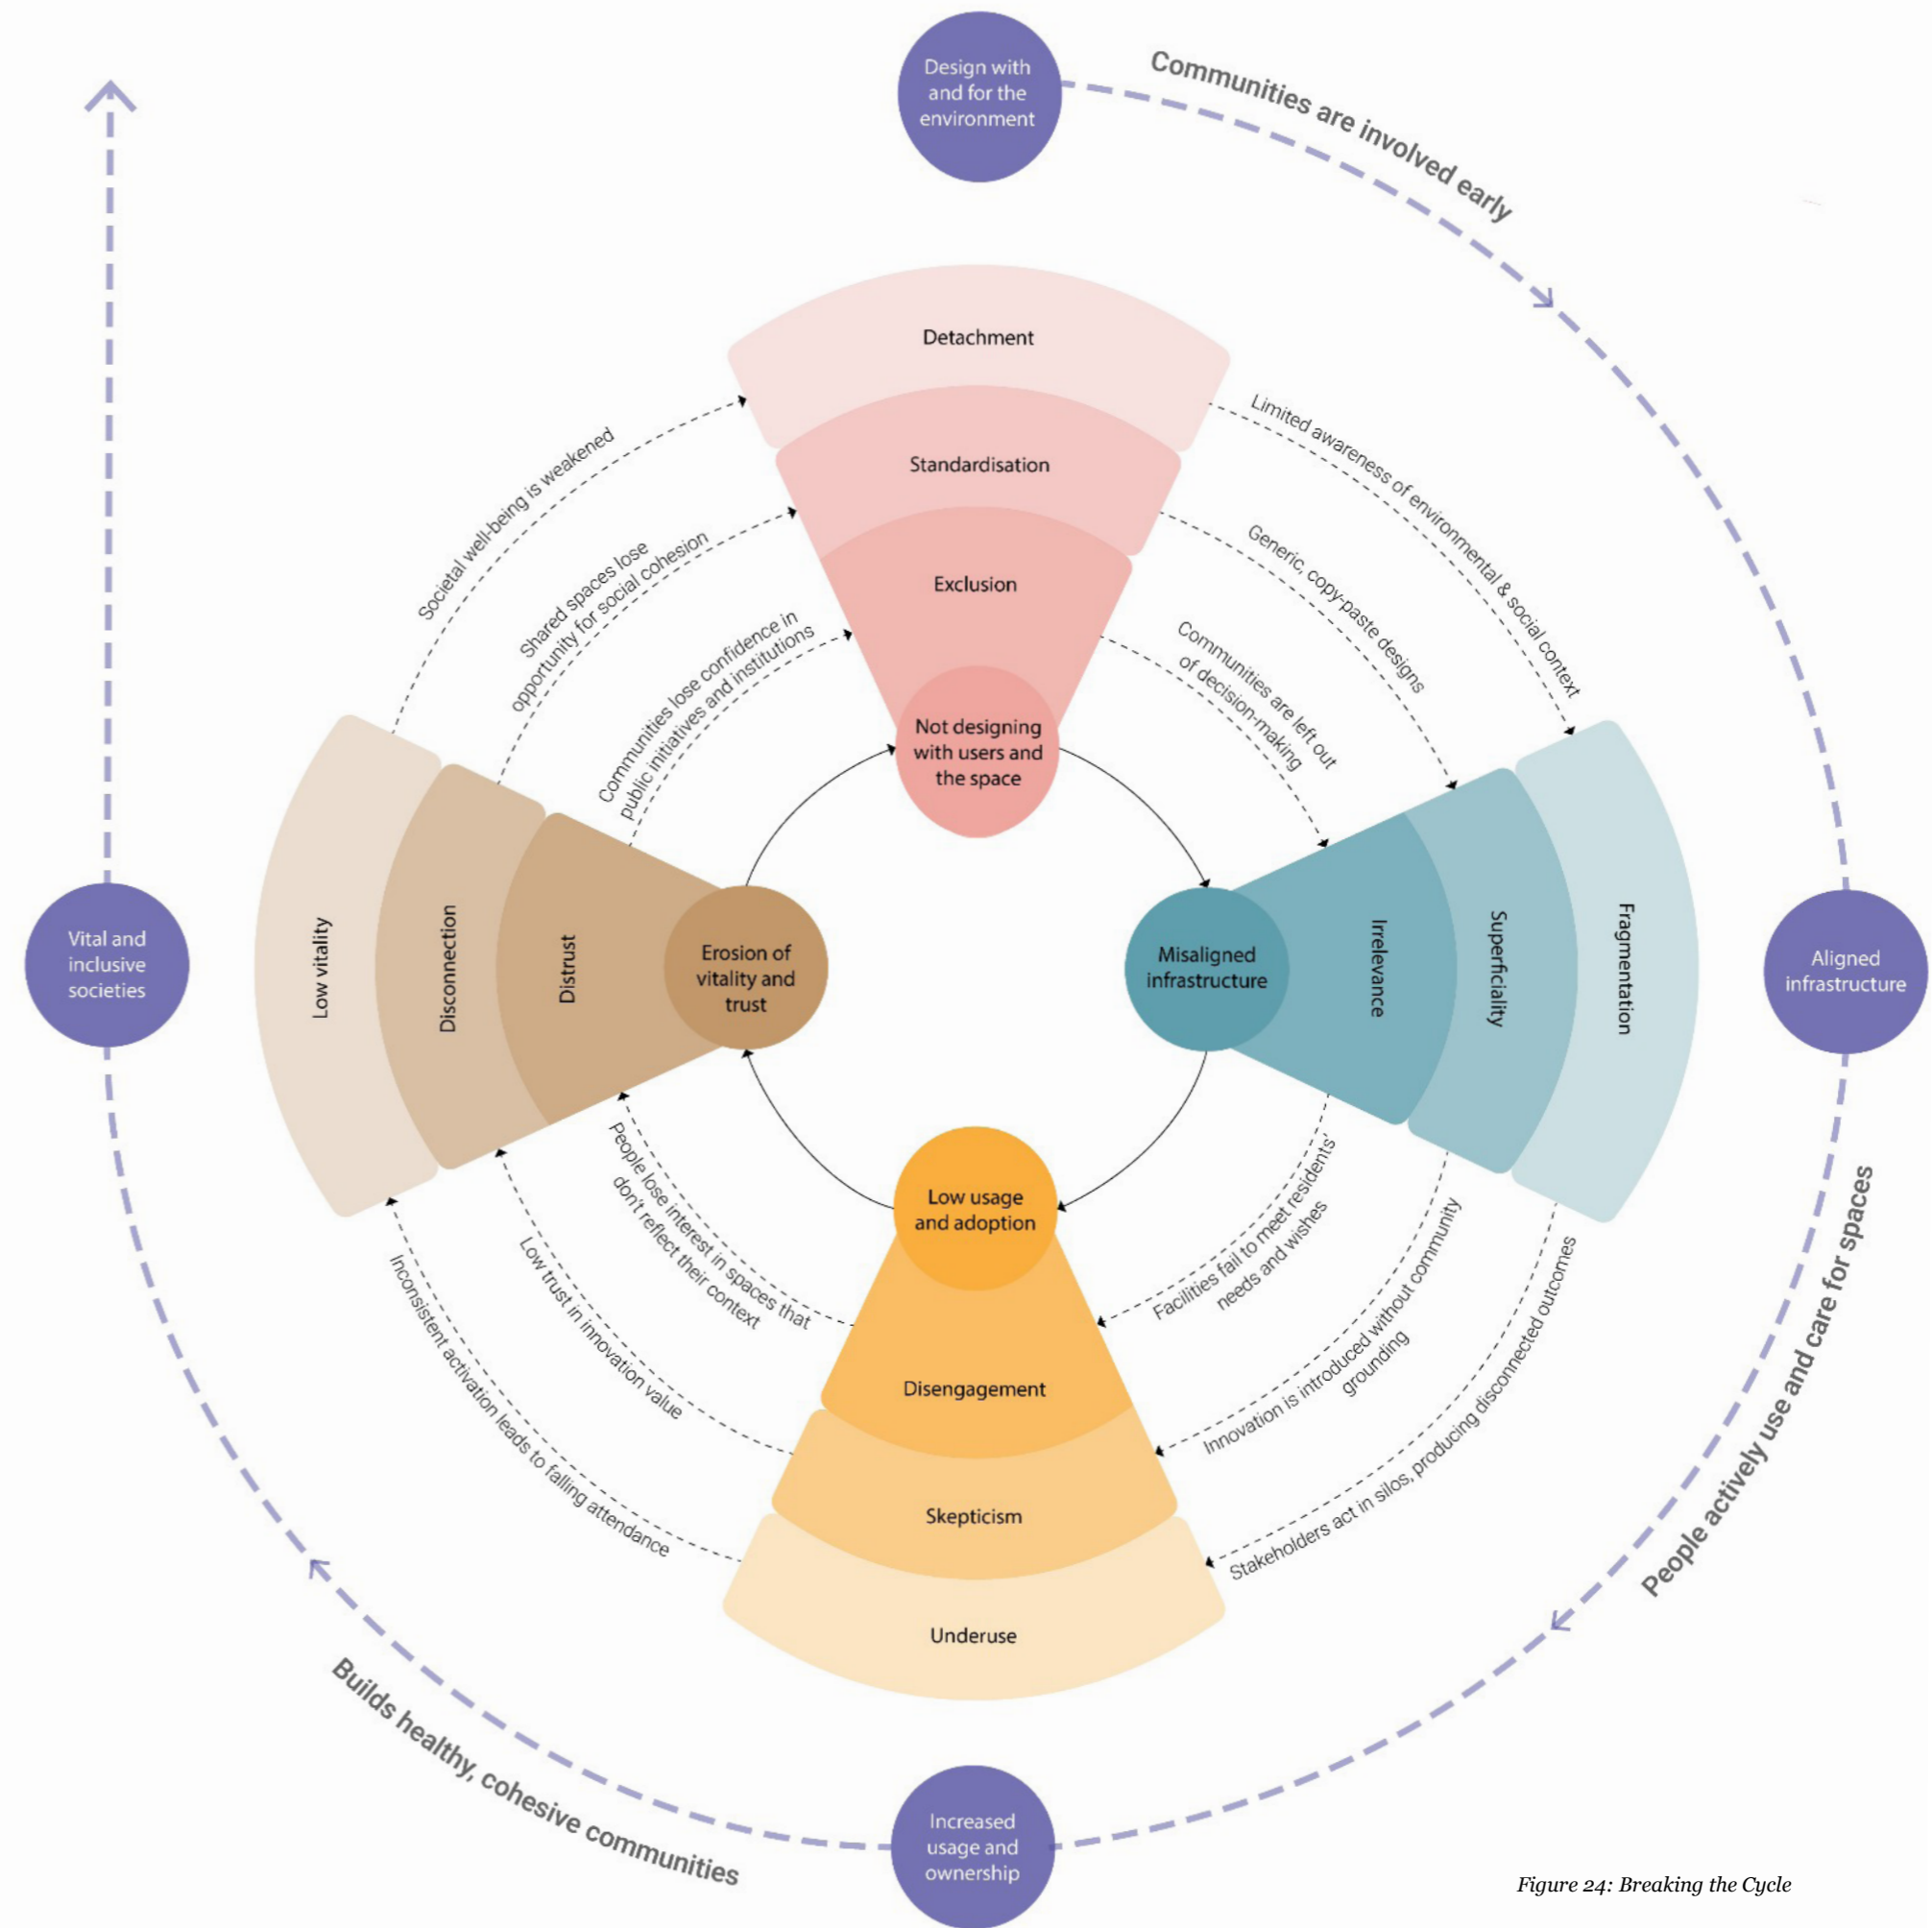 Design with
and for the
environment
Communities are involved early
Detachment
Standardisation
Exclusion
Not designing
with users and
the space
Limited awareness of environmental & social context
Generic, copy-paste designs
Communities are left out
of decision-making
Societal well-being is weakened
Shared spaces lose
opportunity for social cohesion
Communities lose confidence in
public initiatives and institutions
Vital and
inclusive
societies
Low vitality
Disconnection
Distrust
Erosion of
vitality and
trust
Misaligned
infrastructure
Irrelevance
Superficiality
Fragmentation
Aligned
infrastructure
Low usage
and adoption
Disengagement
Skepticism
Underuse
People lose interest in spaces that
don't reflect their context
Low trust in innovation value
Inconsistent activation leads to falling attendance
Facilities fail to meet residents'
needs and wishes
Innovation is introduced without community
grounding
Stakeholders act in silos, producing disconnected outcomes
People actively use and care for spaces
Builds healthy, cohesive communities
Increased
usage and
ownership
Figure 24: Breaking the Cycle